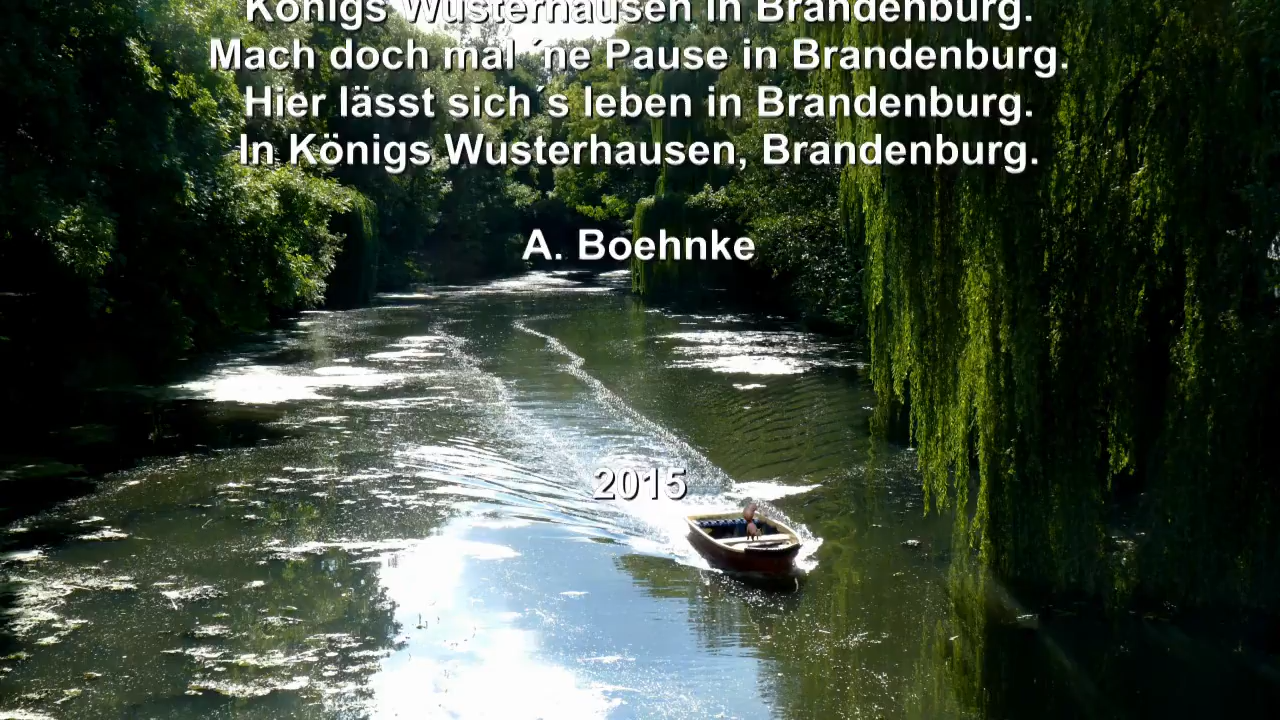 Königs Wusterhausen in Brandenburg.
Mach doch mal ´ne Pause in Brandenburg.
Hier lässt sich´s leben in Brandenburg.
In Königs Wusterhausen, Brandenburg.
A. Boehnke
2015